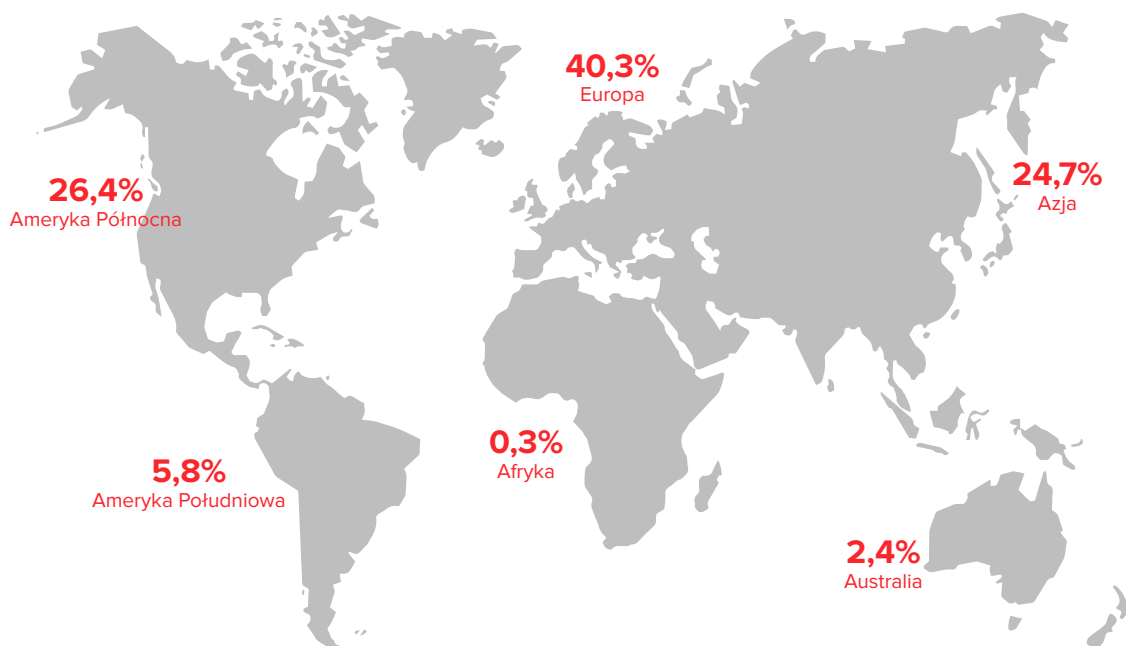 40,3%
Europa
24,7%
Azja
26,4%
Ameryka Północna
0,3%
Afryka
5,8%
Ameryka Południowa
2,4%
Australia